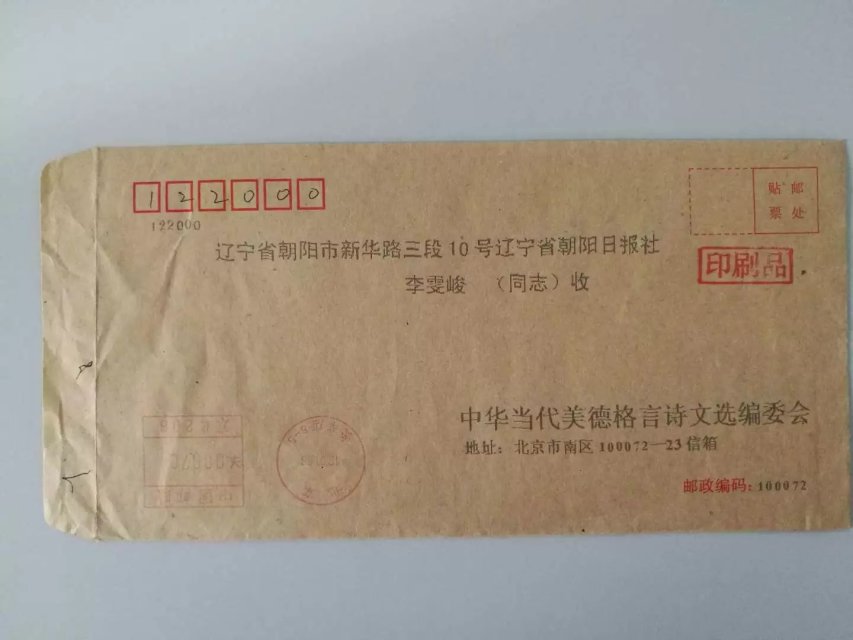 122000
122000
贴邮
票处
辽宁省朝阳市新华路三段10号辽宁省朝阳日报社
印刷品
李雯峻 （同志）收
中华当代美德格言诗文选编委会
地址：北京市南区100072—23信箱
邮政编码：100072